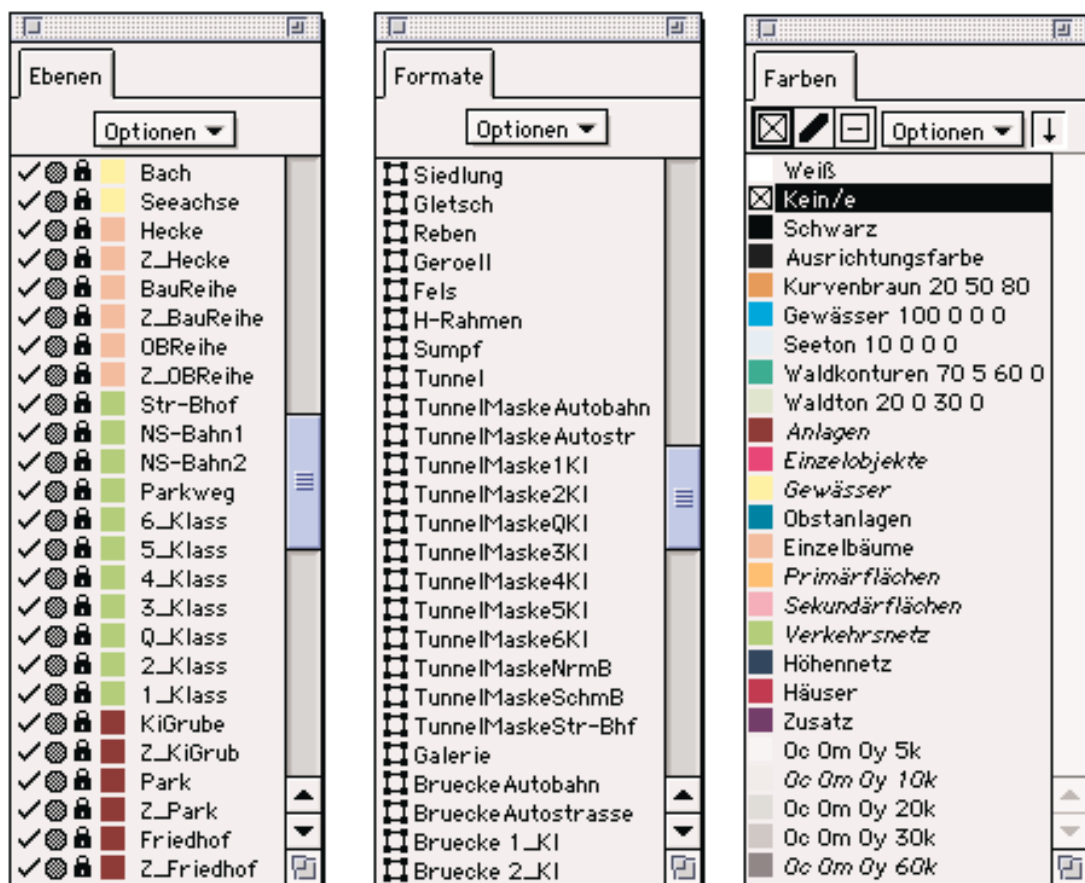 Ebenen
Optionen
Bach
Seeachse
Hecke
Z_Hecke
BauReihe
Z_BauReihe
OBReihe
Z_OBReihe
Str-Bhof
NS-Bahn1
NS-Bahn2
Parkweg
6_Klass
5_Klass
4_Klass
3_Klass
Q_Klass
2_Klass
1_Klass
KiGrube
Z_KiGrub
Park
Z_Park
Friedhof
Z_Friedhof
Formate
Optionen
Siedlung
Gletsch
Reben
Geroell
Fels
H-Rahmen
Sumpf
Tunnel
TunnelMaskeAutobahn
TunnelMaskeAutostr
TunnelMaske1Kl
TunnelMaske2Kl
TunnelMaskeQKl
TunnelMaske3Kl
TunnelMaske4Kl
TunnelMaske5Kl
TunnelMaske6Kl
TunnelMaskeNrmB
TunnelMaskeSchmB
TunnelMaskeStr-Bhf
Galerie
BrueckeAutobahn
BrueckeAutostrasse
Bruecke 1_Kl
Bruecke 2_Kl
Farben
Optionen
Weiß
Kein/e
Schwarz
Ausrichtungsfarbe
Kurvenbraun 20 50 80
Gewässer 100 0 0 0
Seeton 10 0 0 0
Waldkonturen 70 5 60 0
Waldton 20 0 30 0
Anlagen
Einzelobjekte
Gewässer
Obstanlagen
Einzelbäume
Primärflächen
Sekundärflächen
Verkehrsnetz
Höhennetz
Häuser
Zusatz
0c 0m 0y 5k
0c 0m 0y 10k
0c 0m 0y 20k
0c 0m 0y 30k
0c 0m 0y 60k